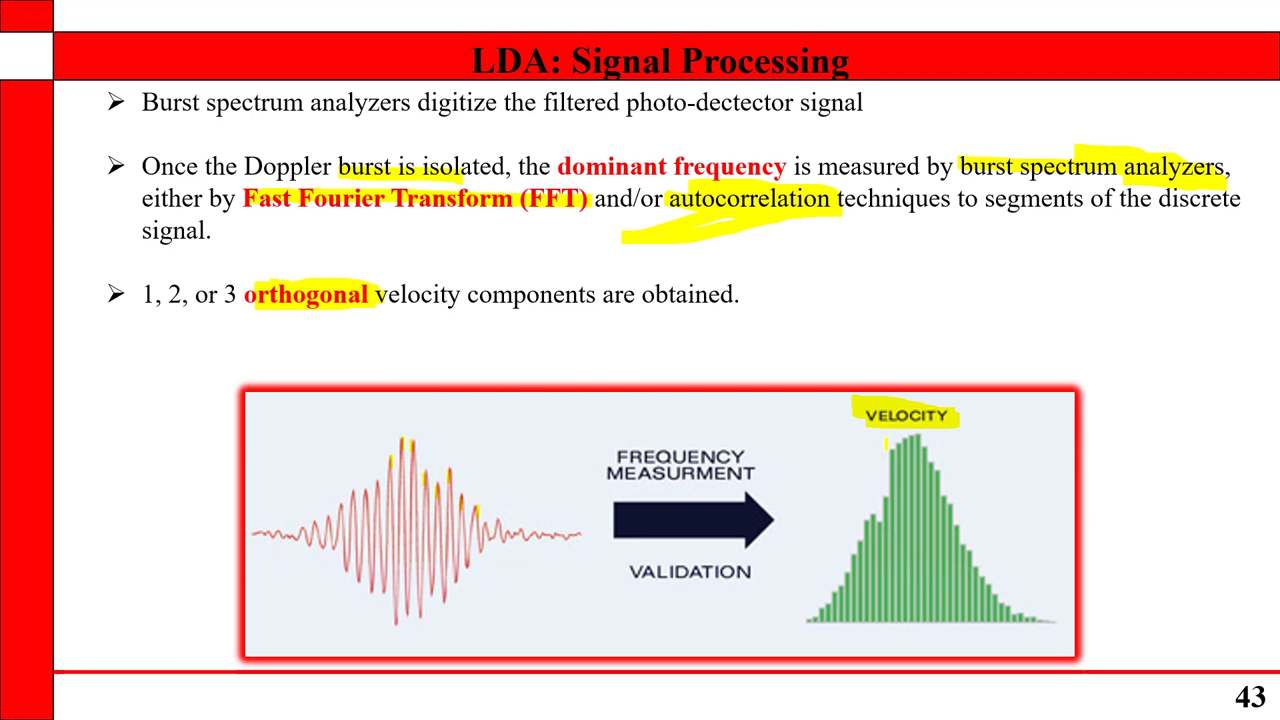 LDA: Signal Processing
➢ Burst spectrum analyzers digitize the filtered photo-dectector signal
➢ Once the Doppler burst is isolated, the dominant frequency is measured by burst spectrum analyzers,
either by Fast Fourier Transform (FFT) and/or autocorrelation techniques to segments of the discrete
signal.
➢ 1, 2, or 3 orthogonal velocity components are obtained.
VELOCITY
FREQUENCY
MEASURMENT
VALIDATION
43